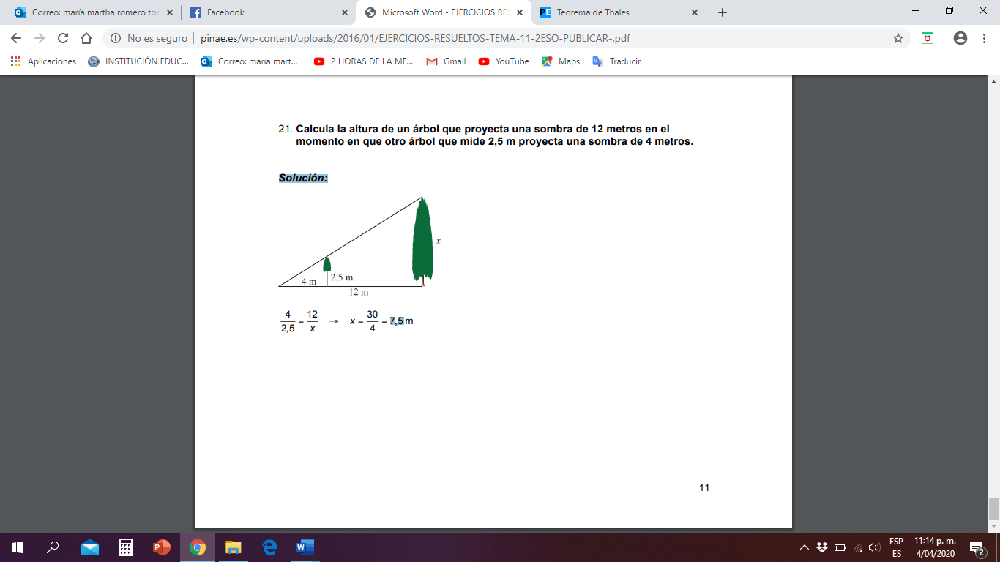 Correo: maría martha romero tor
Facebook
Microsoft Word - EJERCICIOS RES
Teorema de Thales
No es seguro | pinae.es/wp-content/uploads/2016/01/EJERCICIOS-RESUELTOS-TEMA-11-2ESO-PUBLICAR-.pdf
Aplicaciones
INSTITUCIÓN EDUC...
Correo: maría mart...
2 HORAS DE LA ME...
Gmail
YouTube
Maps
Traducir
21. Calcula la altura de un árbol que proyecta una sombra de 12 metros en el
momento en que otro árbol que mide 2,5 m proyecta una sombra de 4 metros.
Solución:
x
4 m
2,5 m
12 m
4/2,5 = 12/x → x = 30/4 = 7,5 m
11
ESP
ES
11:14 p. m.
4/04/2020
2